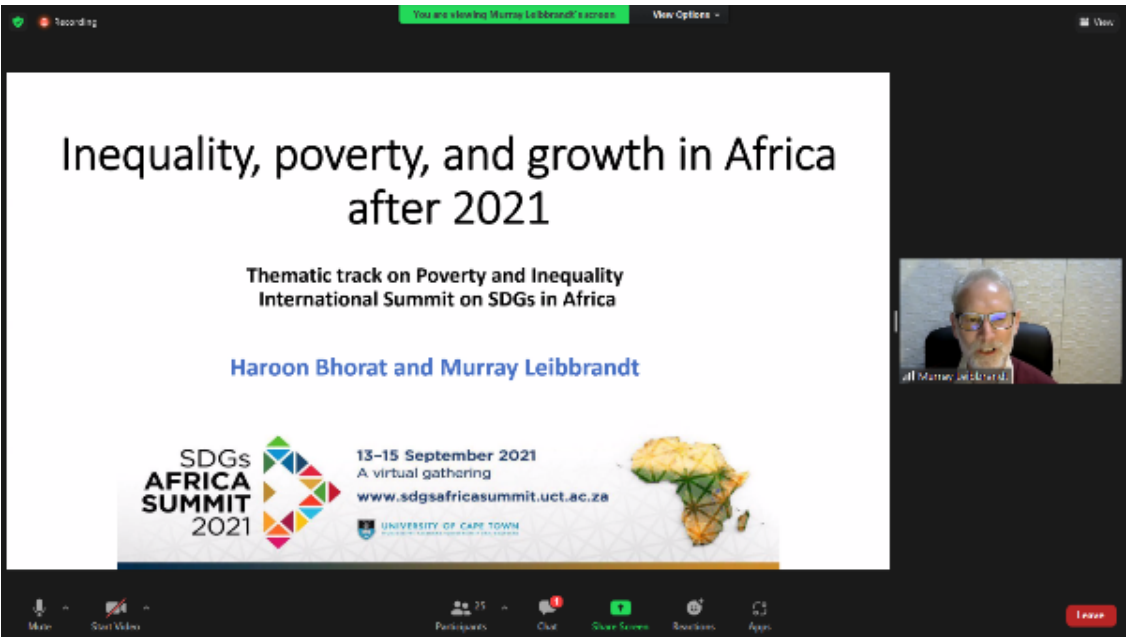 Recording
You are viewing Murray Leibbrandt's screen
View Options
View
Inequality, poverty, and growth in Africa
after 2021
Thematic track on Poverty and Inequality
International Summit on SDGs in Africa
Haroon Bhorat and Murray Leibbrandt
SDGs
AFRICA
SUMMIT
2021
13–15 September 2021
A virtual gathering
www.sdgsafricasummit.uct.ac.za
UNIVERSITY OF CAPE TOWN
Murray Leibbrandt
Mute
Start Video
25
Participants
1
Chat
Share Screen
Reactions
Apps
Leave